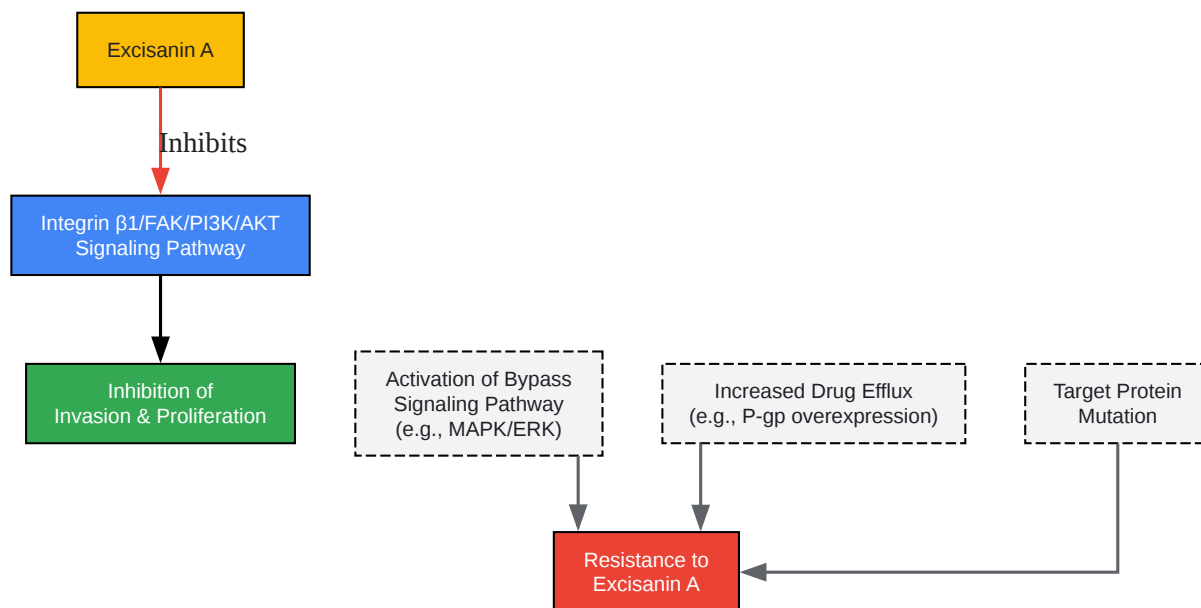 Excisanin A
Inhibits
Integrin β1/FAK/PI3K/AKT
Signaling Pathway
Inhibition of
Invasion & Proliferation
Activation of Bypass
Signaling Pathway
(e.g., MAPK/ERK)
Increased Drug Efflux
(e.g., P-gp overexpression)
Target Protein
Mutation
Resistance to
Excisanin A